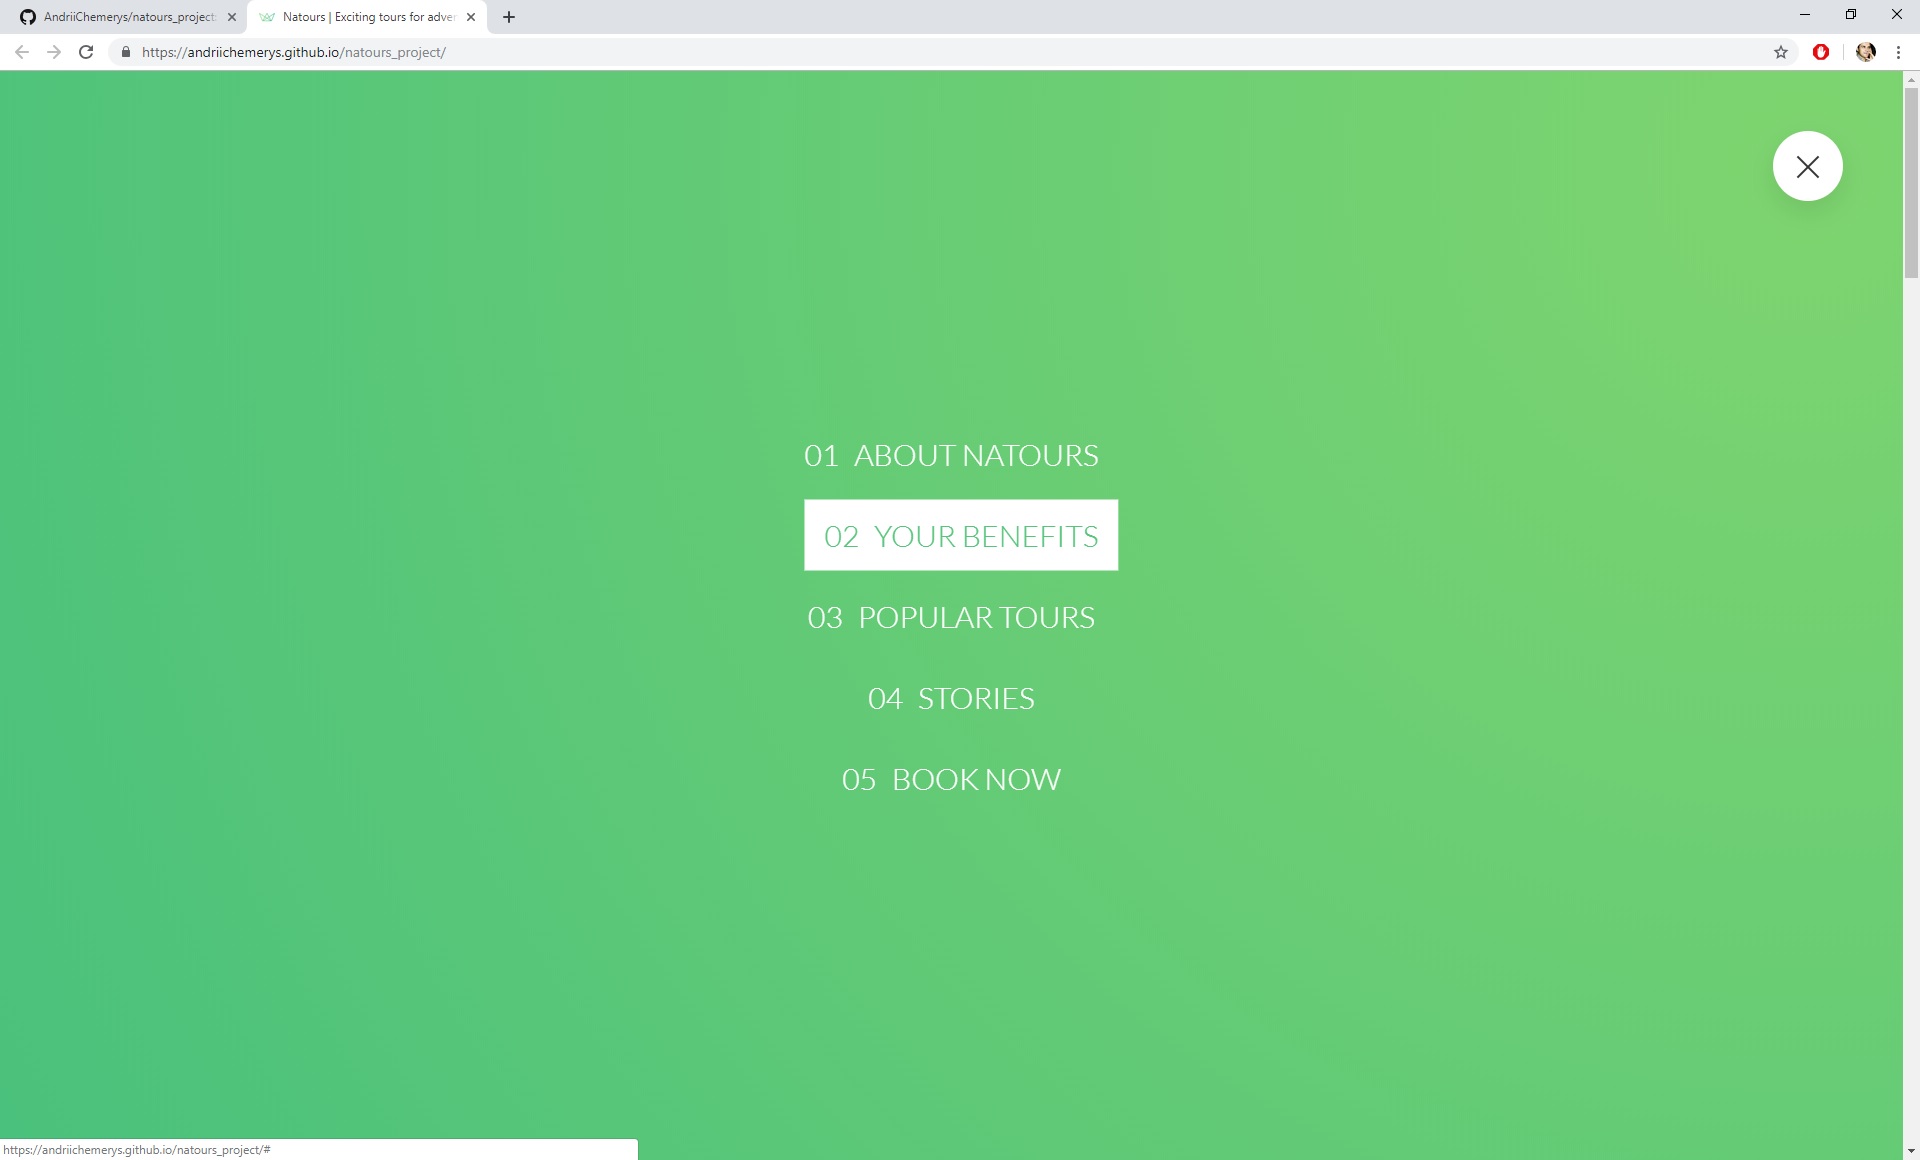 AndriiChemerys/natours_project
Natours | Exciting tours for adver
https://andriichemerys.github.io/natours_project/
01 ABOUT NATOURS
02 YOUR BENEFITS
03 POPULAR TOURS
04 STORIES
05 BOOK NOW
https://andriichemerys.github.io/natours_project/#